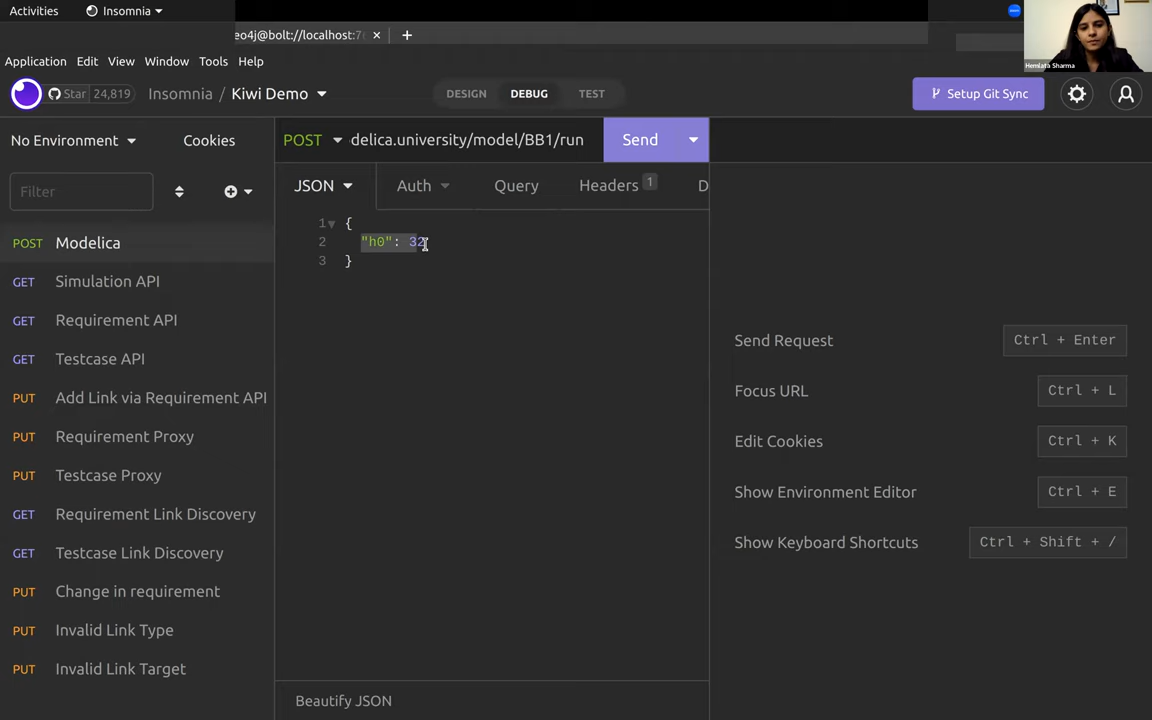 Activities Insomnia
eo4j@bolt://localhost:7
Hemlata Sharma
Application Edit View Window Tools Help
Star 24,819 Insomnia / Kiwi Demo DESIGN DEBUG TEST Setup Git Sync
No Environment Cookies POST delica.university/model/BB1/run Send
Filter JSON Auth Query Headers 1 D
1 {
2 "h0": 32
3 }
POST Modelica
GET Simulation API
GET Requirement API
GET Testcase API
PUT Add Link via Requirement API
PUT Requirement Proxy
PUT Testcase Proxy
GET Requirement Link Discovery
GET Testcase Link Discovery
PUT Change in requirement
PUT Invalid Link Type
PUT Invalid Link Target
Send Request Ctrl + Enter
Focus URL Ctrl + L
Edit Cookies Ctrl + K
Show Environment Editor Ctrl + E
Show Keyboard Shortcuts Ctrl + Shift + /
Beautify JSON